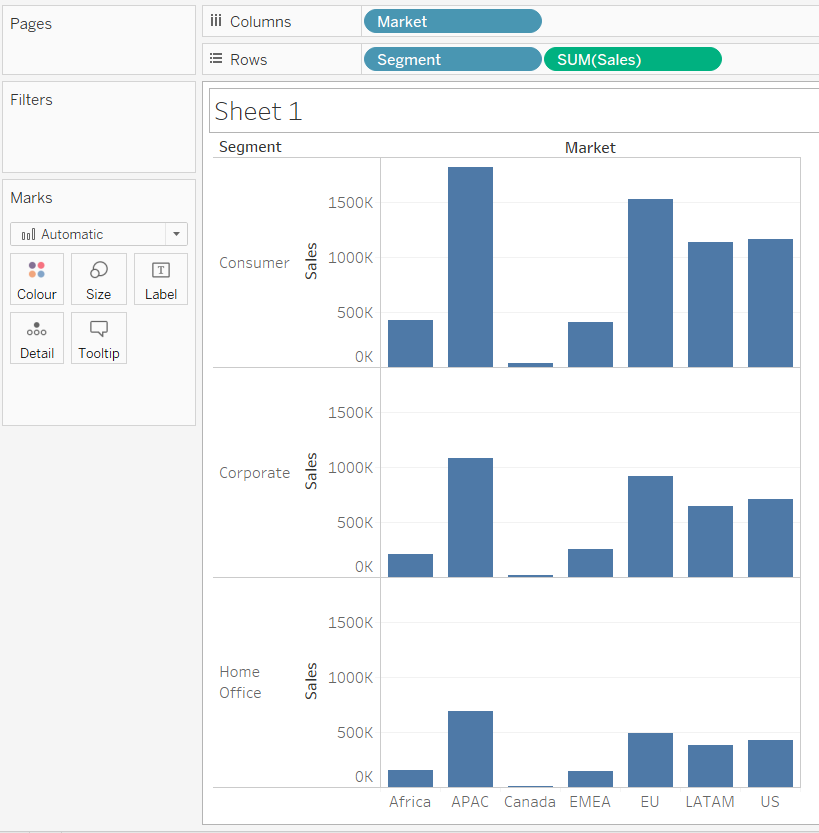 Pages
Columns
Market
Rows
Segment
SUM(Sales)
Filters
Marks
Automatic
Colour
Size
T
Label
Detail
Tooltip
Sheet 1
Segment
Market
Consumer
Sales
1500K
1000K
500K
0K
Corporate
Sales
1500K
1000K
500K
0K
Home
Office
Sales
1500K
1000K
500K
0K
Africa APAC Canada EMEA EU LATAM US